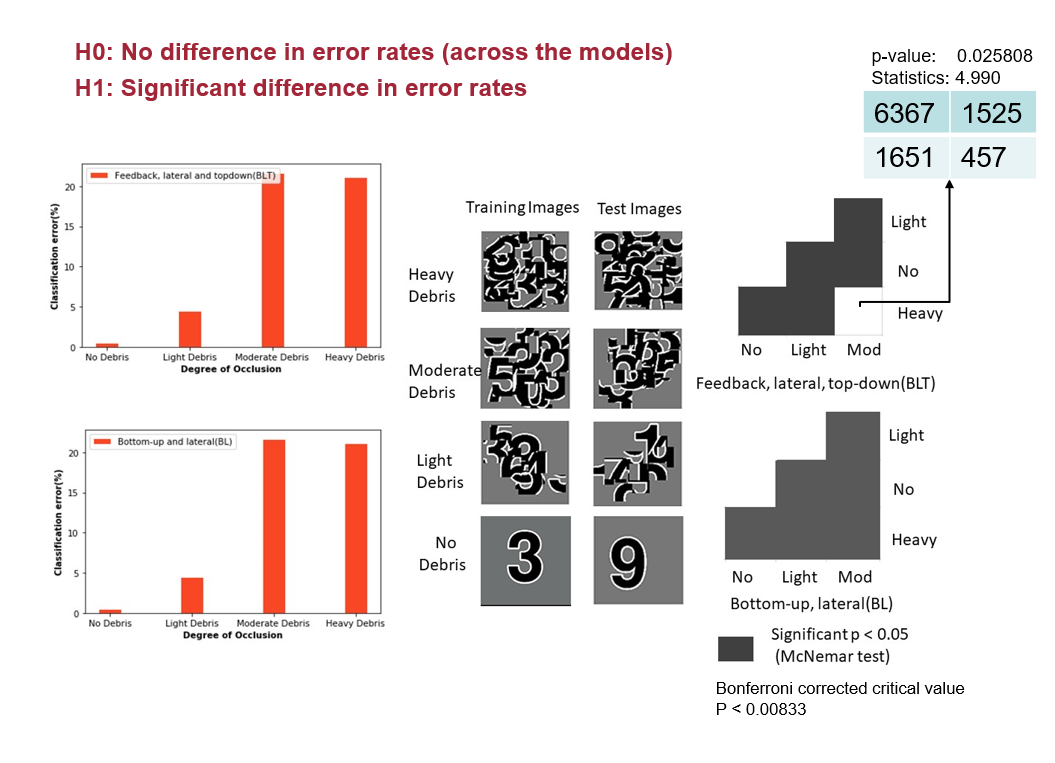 H0: No difference in error rates (across the models)
H1: Significant difference in error rates
p-value: 0.025808
Statistics: 4.990
6367 1525
1651 457
Feedback, lateral and topdown(BLT)
Classification error(%)
20
15
10
5
0
No Debris Light Debris Moderate Debris Heavy Debris
Degree of Occlusion
Bottom-up and lateral(BL)
Classification error(%)
20
15
10
5
0
No Debris Light Debris Moderate Debris Heavy Debris
Degree of Occlusion
Training Images Test Images
Heavy
Debris
Moderate
Debris
Light
Debris
No
Debris
3 9
Light
No
Heavy
No Light Mod
Feedback, lateral, top-down(BLT)
Light
No
Heavy
No Light Mod
Bottom-up, lateral(BL)
Significant p < 0.05
(McNemar test)
Bonferroni corrected critical value
P < 0.00833